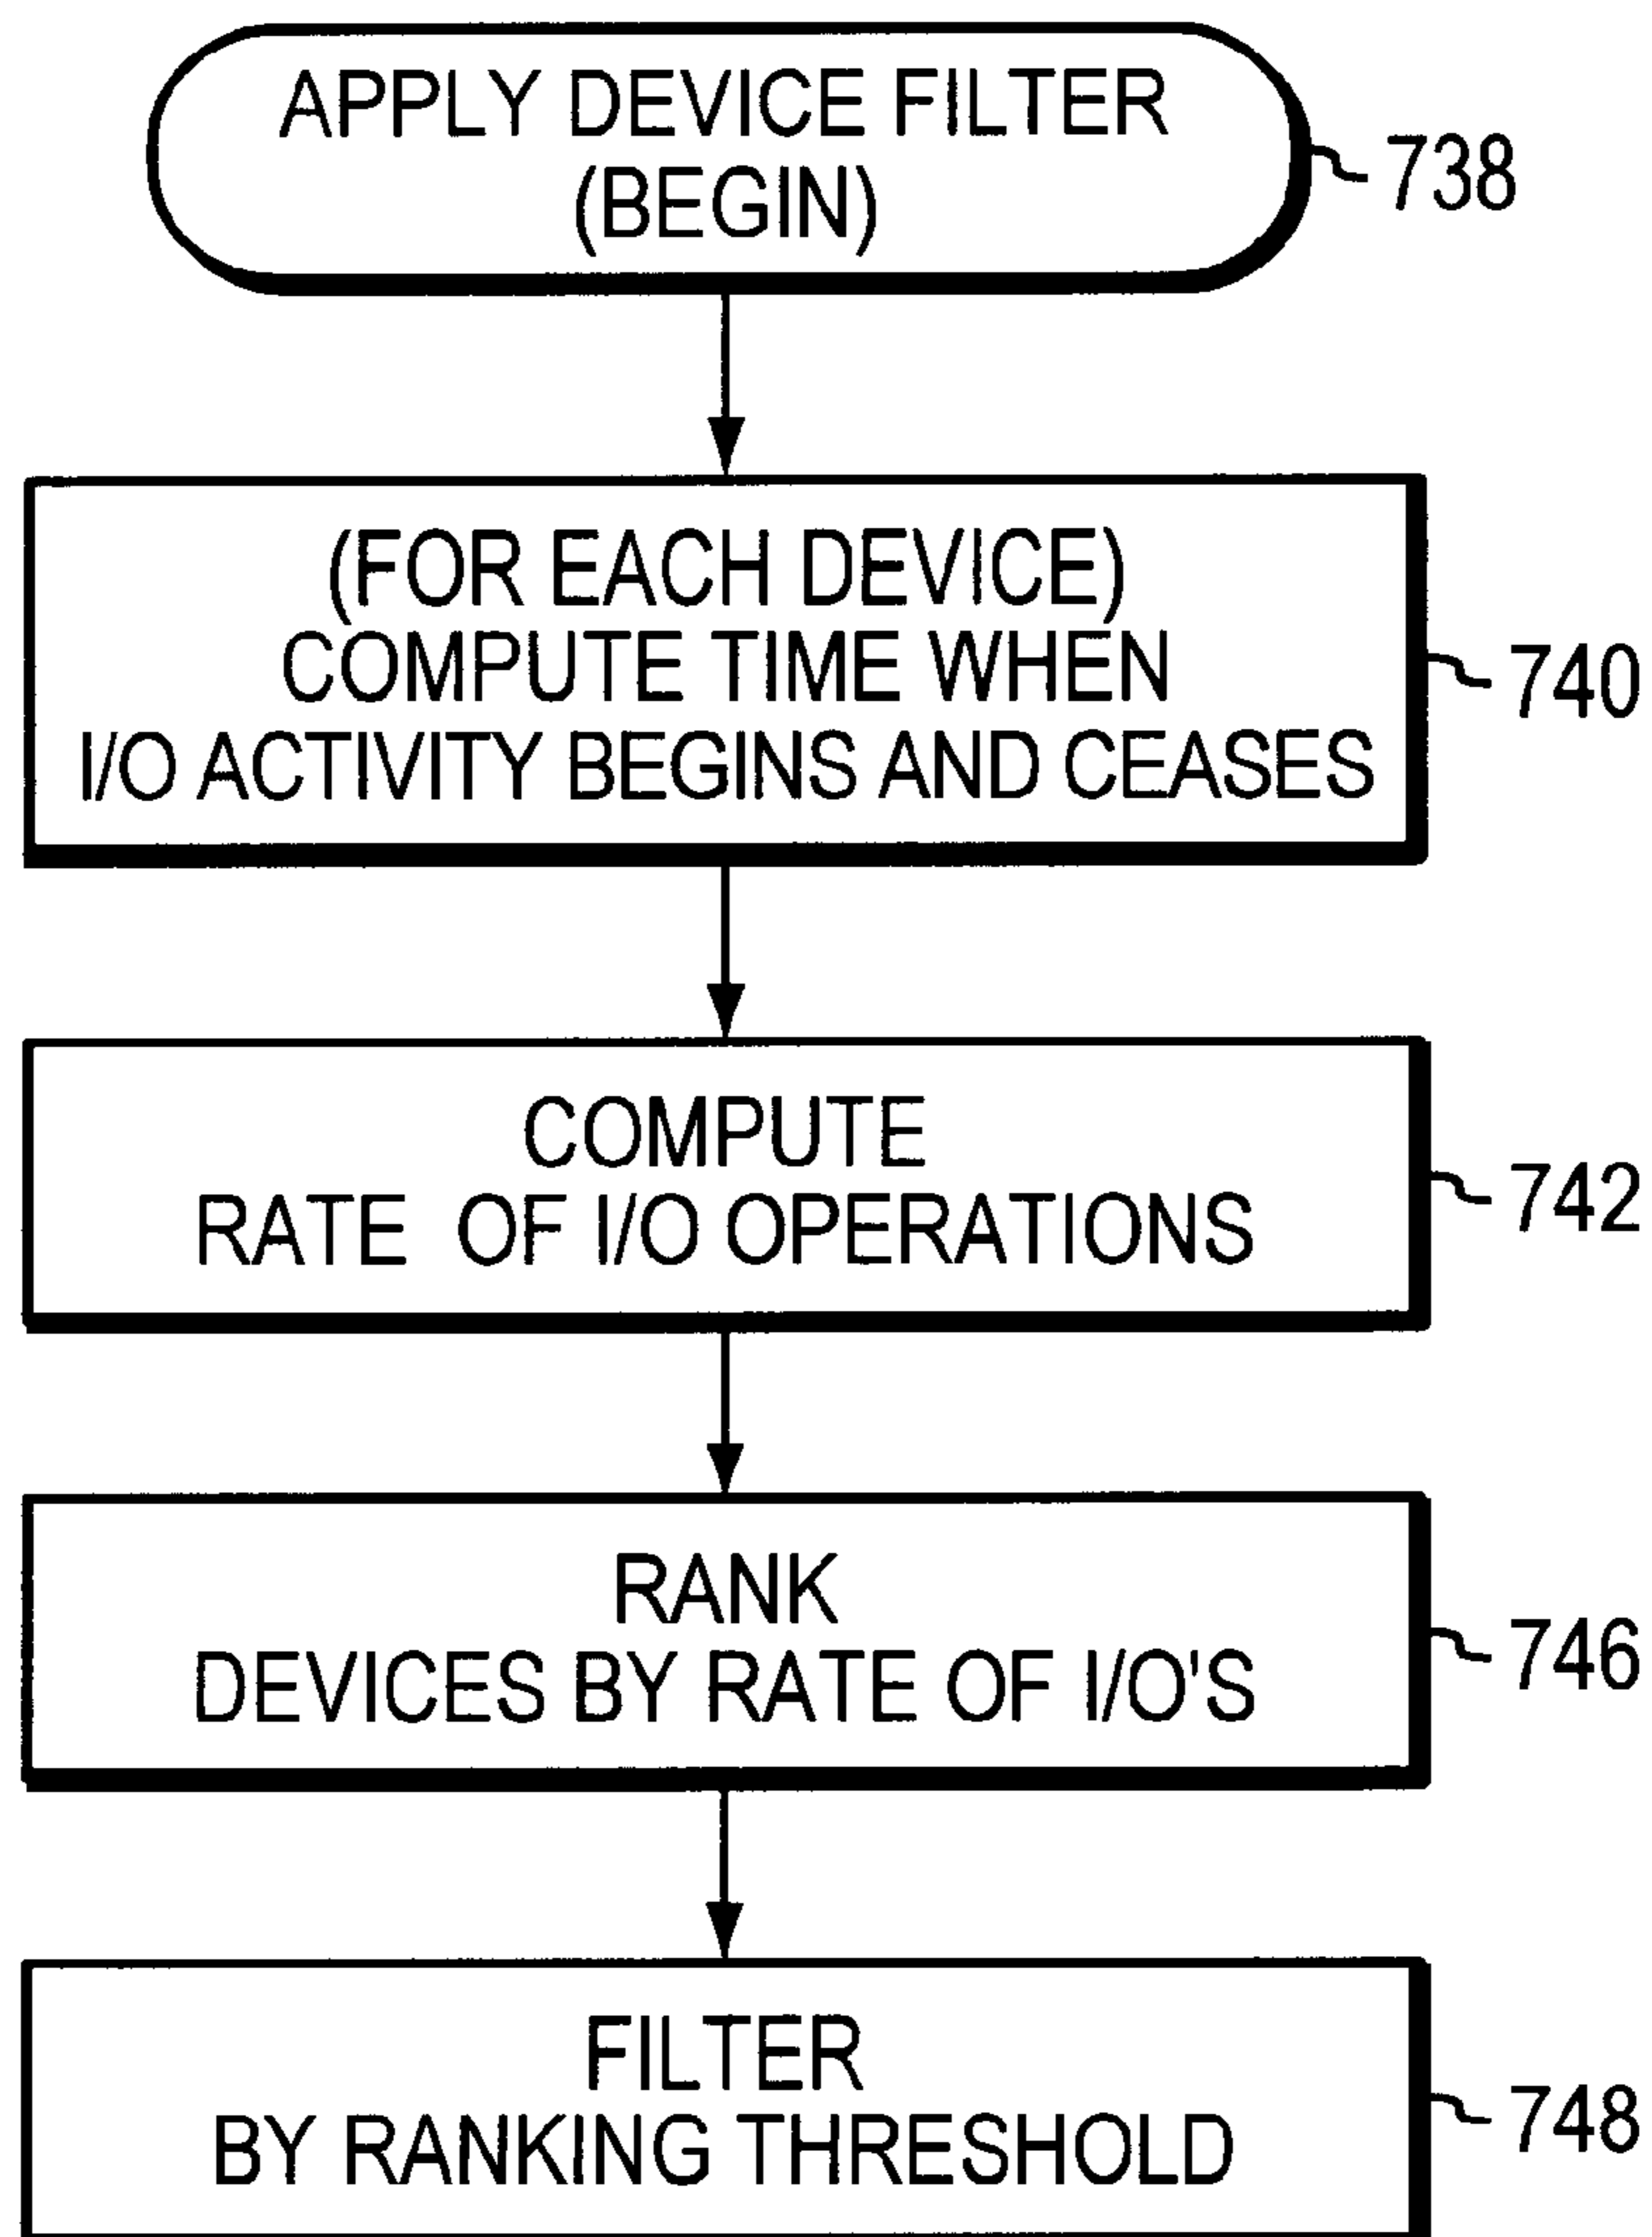 APPLY DEVICE FILTER
(BEGIN)
738
(FOR EACH DEVICE)
COMPUTE TIME WHEN
I/O ACTIVITY BEGINS AND CEASES
740
COMPUTE
RATE OF I/O OPERATIONS
742
RANK
DEVICES BY RATE OF I/O'S
746
FILTER
BY RANKING THRESHOLD
748